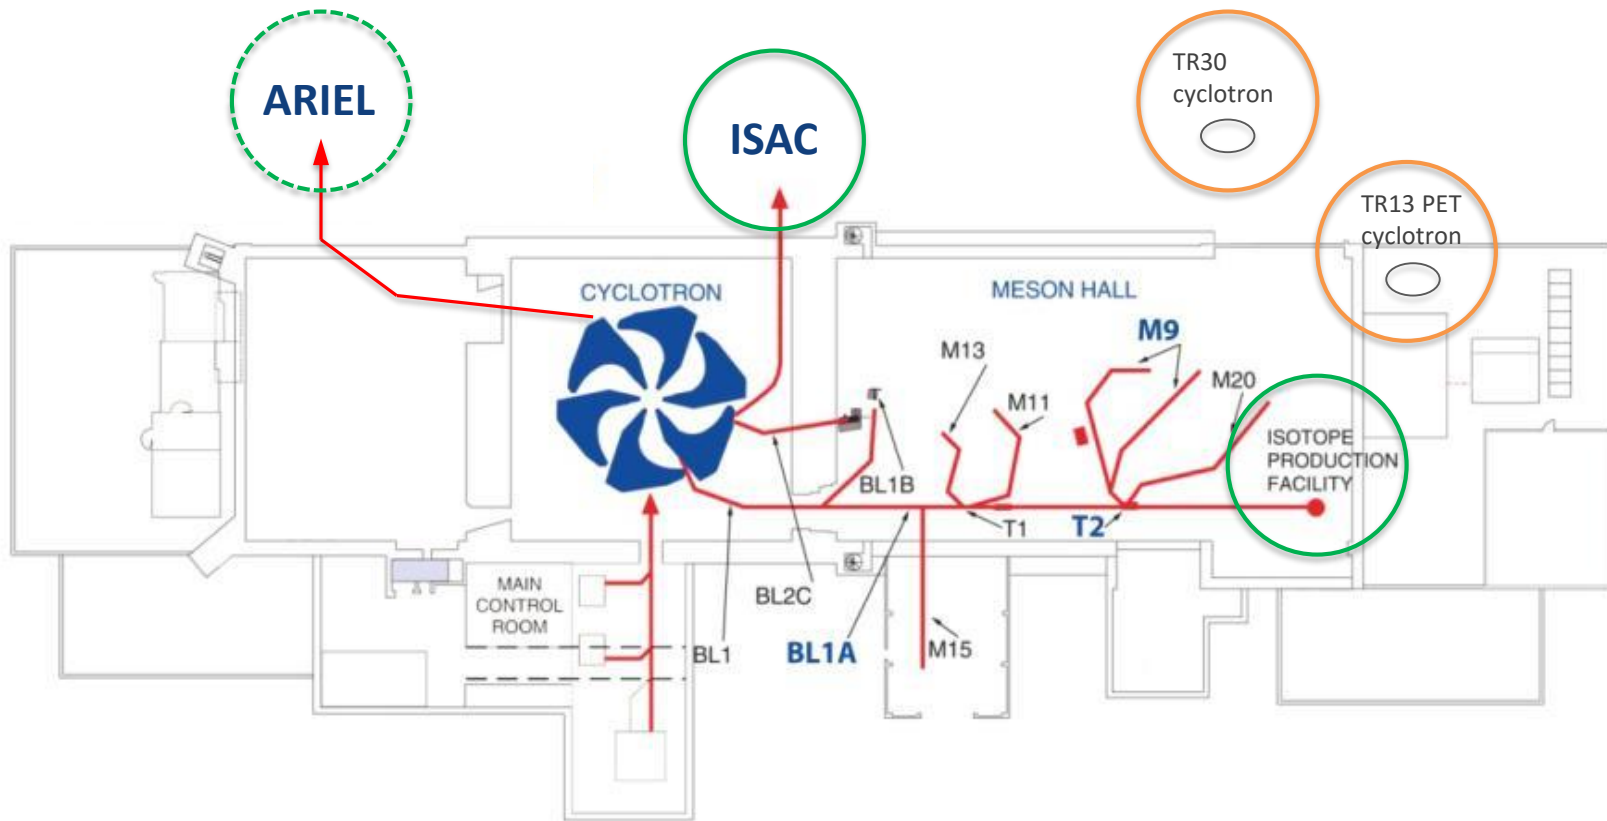 ARIEL
ISAC
TR30
cyclotron
TR13 PET
cyclotron
CYCLOTRON
MESON HALL
M9
M13
M20
M11
ISOTOPE
PRODUCTION
FACILITY
BL1B
T1
T2
MAIN
CONTROL
ROOM
BL2C
BL1
BL1A
M15